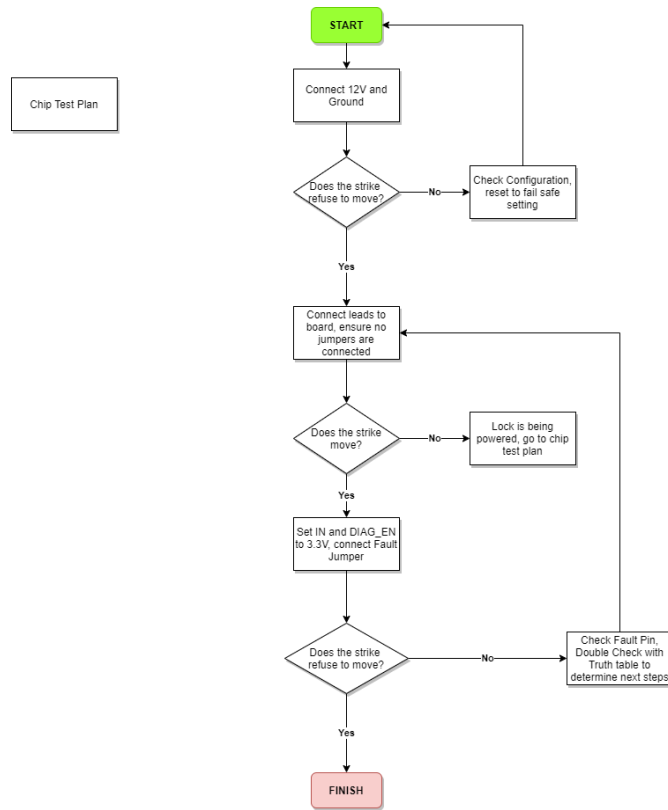 START
Connect 12V and
Ground
Chip Test Plan
Does the strike
refuse to move?
No
Check Configuration,
reset to fail safe
setting
Yes
Connect leads to
board, ensure no
jumpers are
connected
Does the strike
move?
No
Lock is being
powered, go to chip
test plan
Yes
Set IN and DIAG_EN
to 3.3V, connect Fault
Jumper
Does the strike
refuse to move?
No
Check Fault Pin,
Double Check with
Truth table to
determine next steps
Yes
FINISH